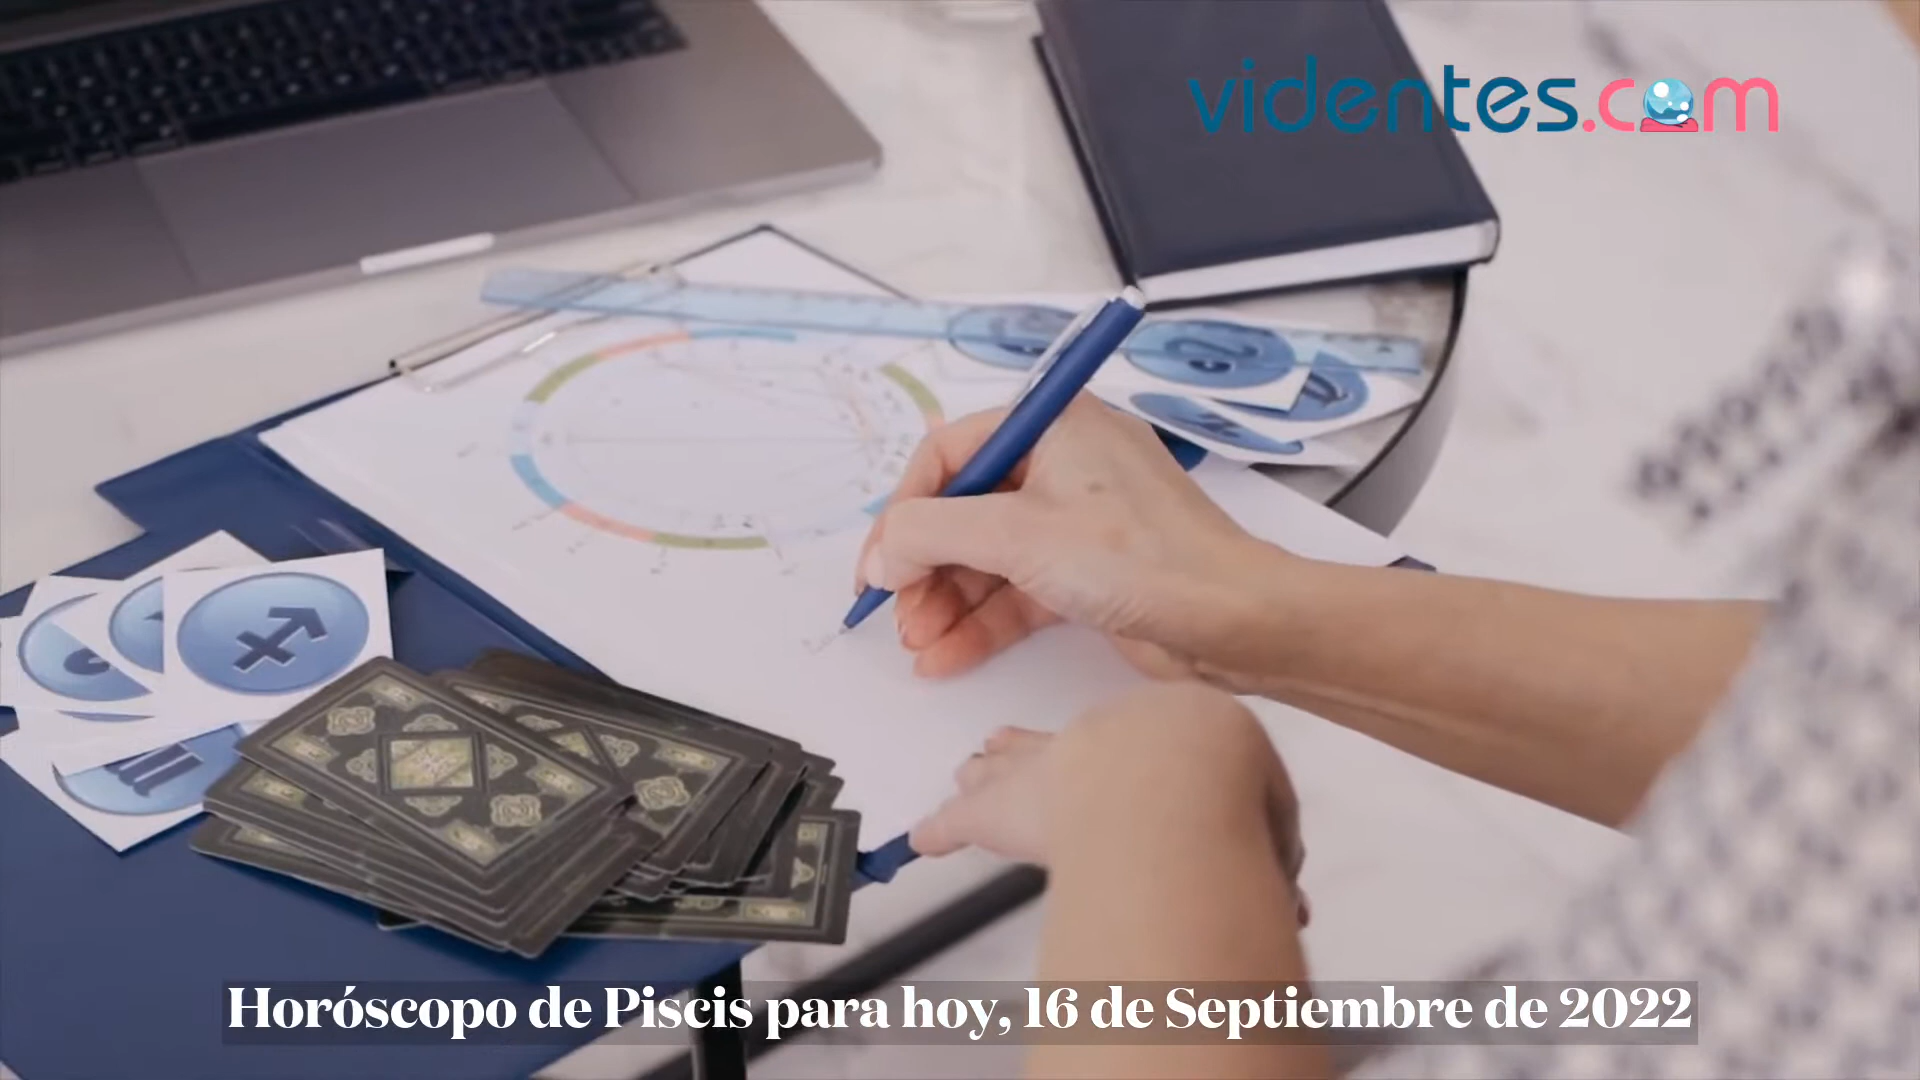 videntes.com
Horóscopo de Piscis para hoy, 16 de Septiembre de 2022